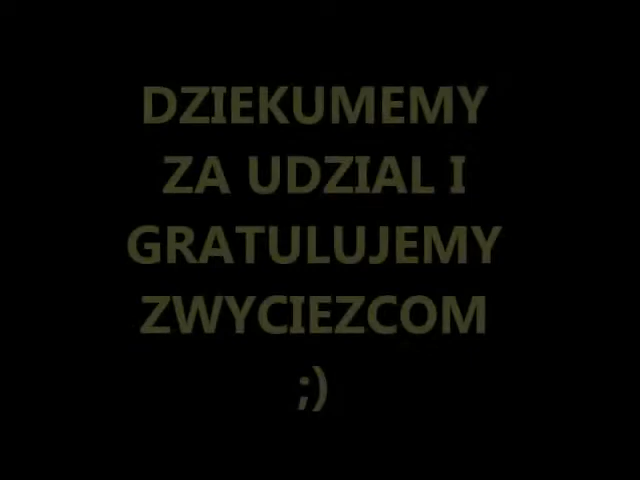 DZIEKUMEMY
ZA UDZIAL I
GRATULUJEMY
ZWYCIEZCOM
;)